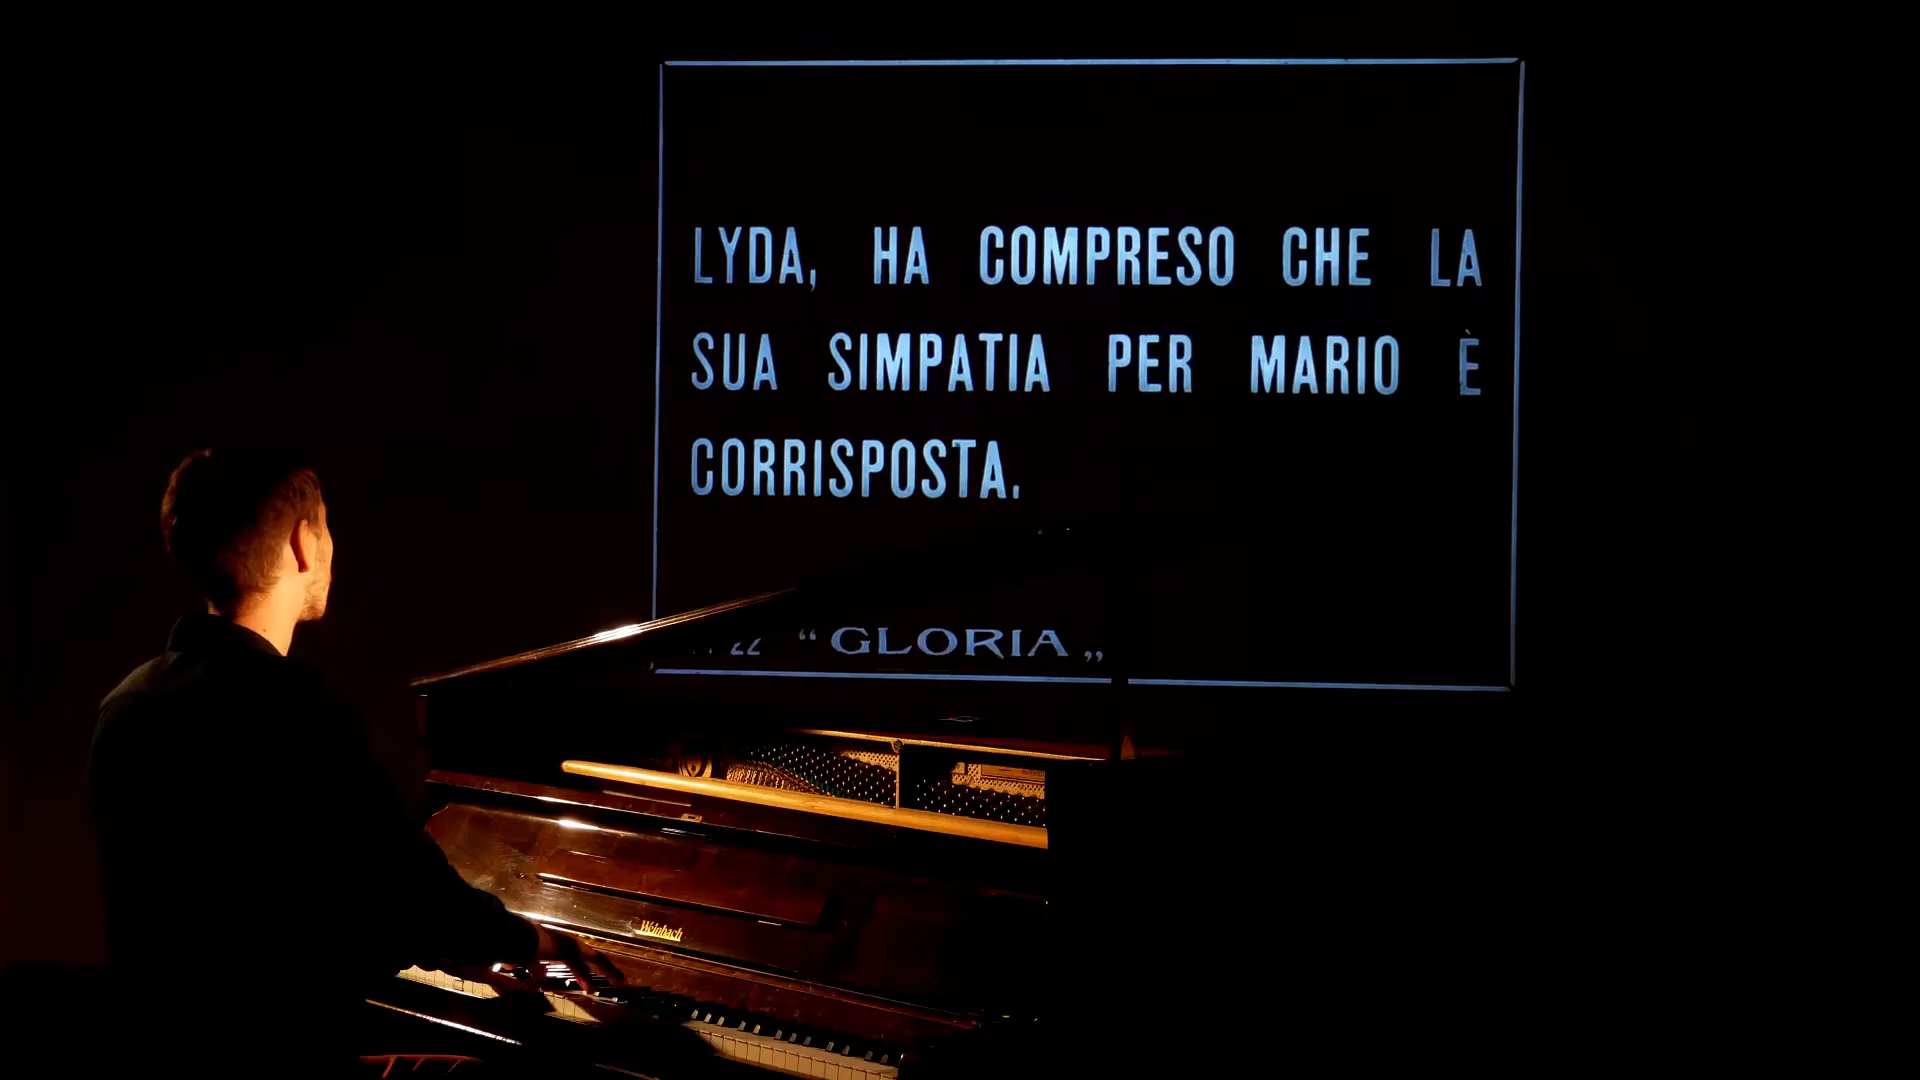 LYDA, HA COMPRESO CHE LA
SUA SIMPATIA PER MARIO È
CORRISPOSTA.
“GLORIA„
Weinbach